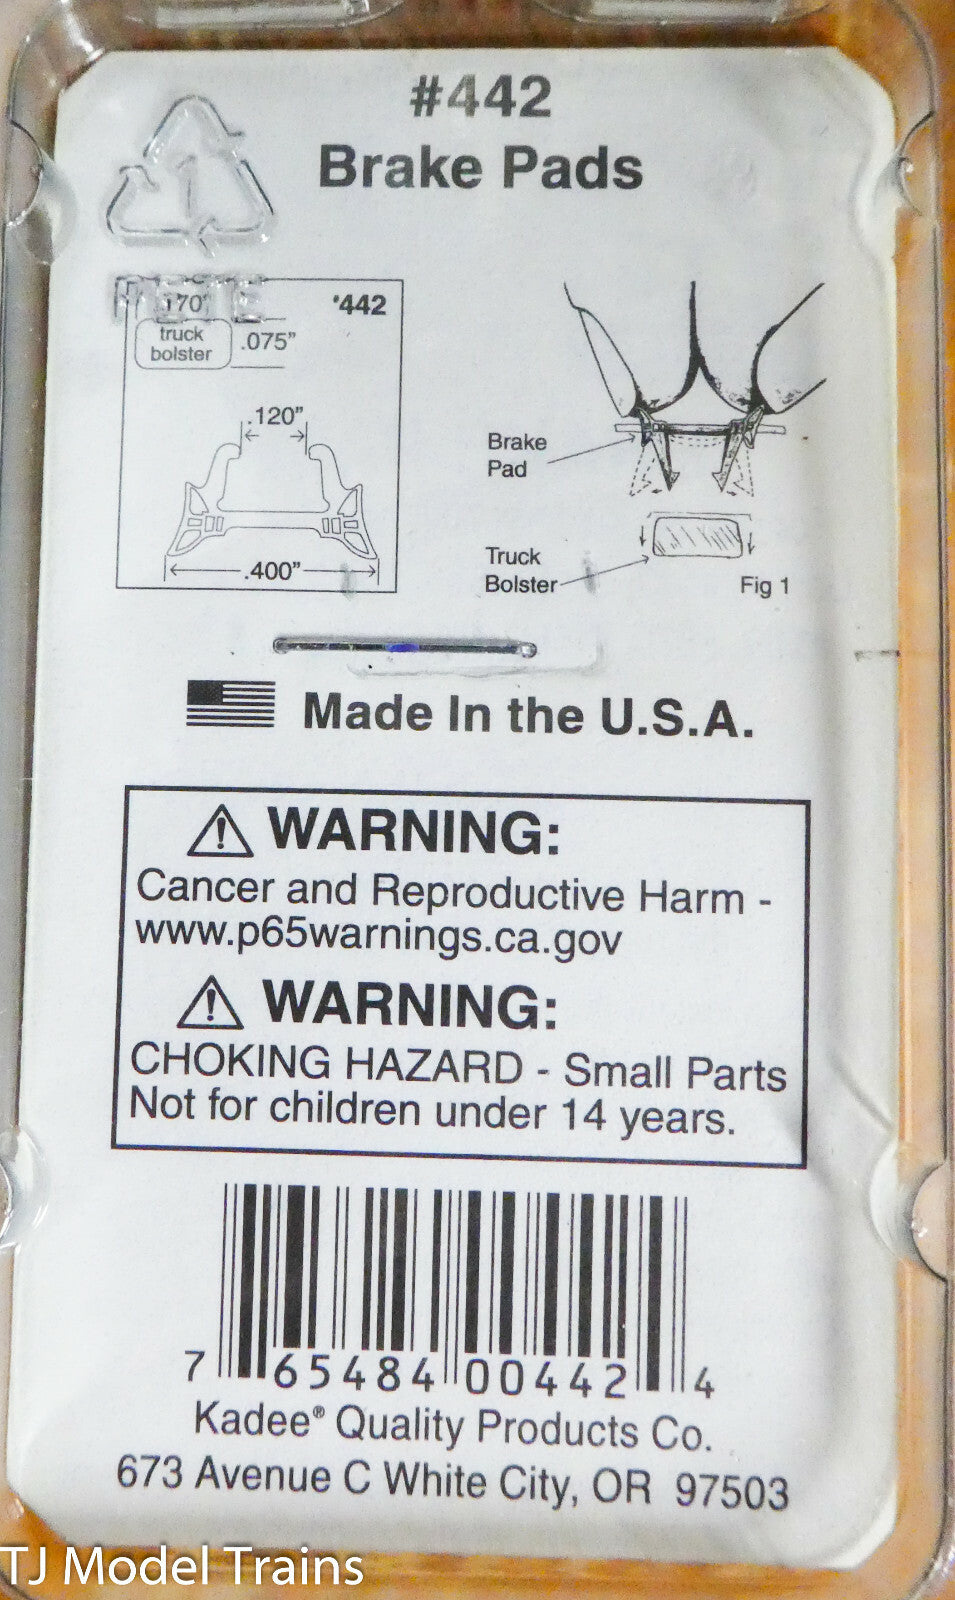 #442
Brake Pads
1
PETE
.170"
'442
truck
bolster
.075"
.120"
.400"
Brake
Pad
Truck
Bolster
Fig 1
Made In the U.S.A.
WARNING:
Cancer and Reproductive Harm -
www.p65warnings.ca.gov
WARNING:
CHOKING HAZARD - Small Parts
Not for children under 14 years.
7 65484 00442 4
Kadee® Quality Products Co.
673 Avenue C White City, OR 97503
TJ Model Trains